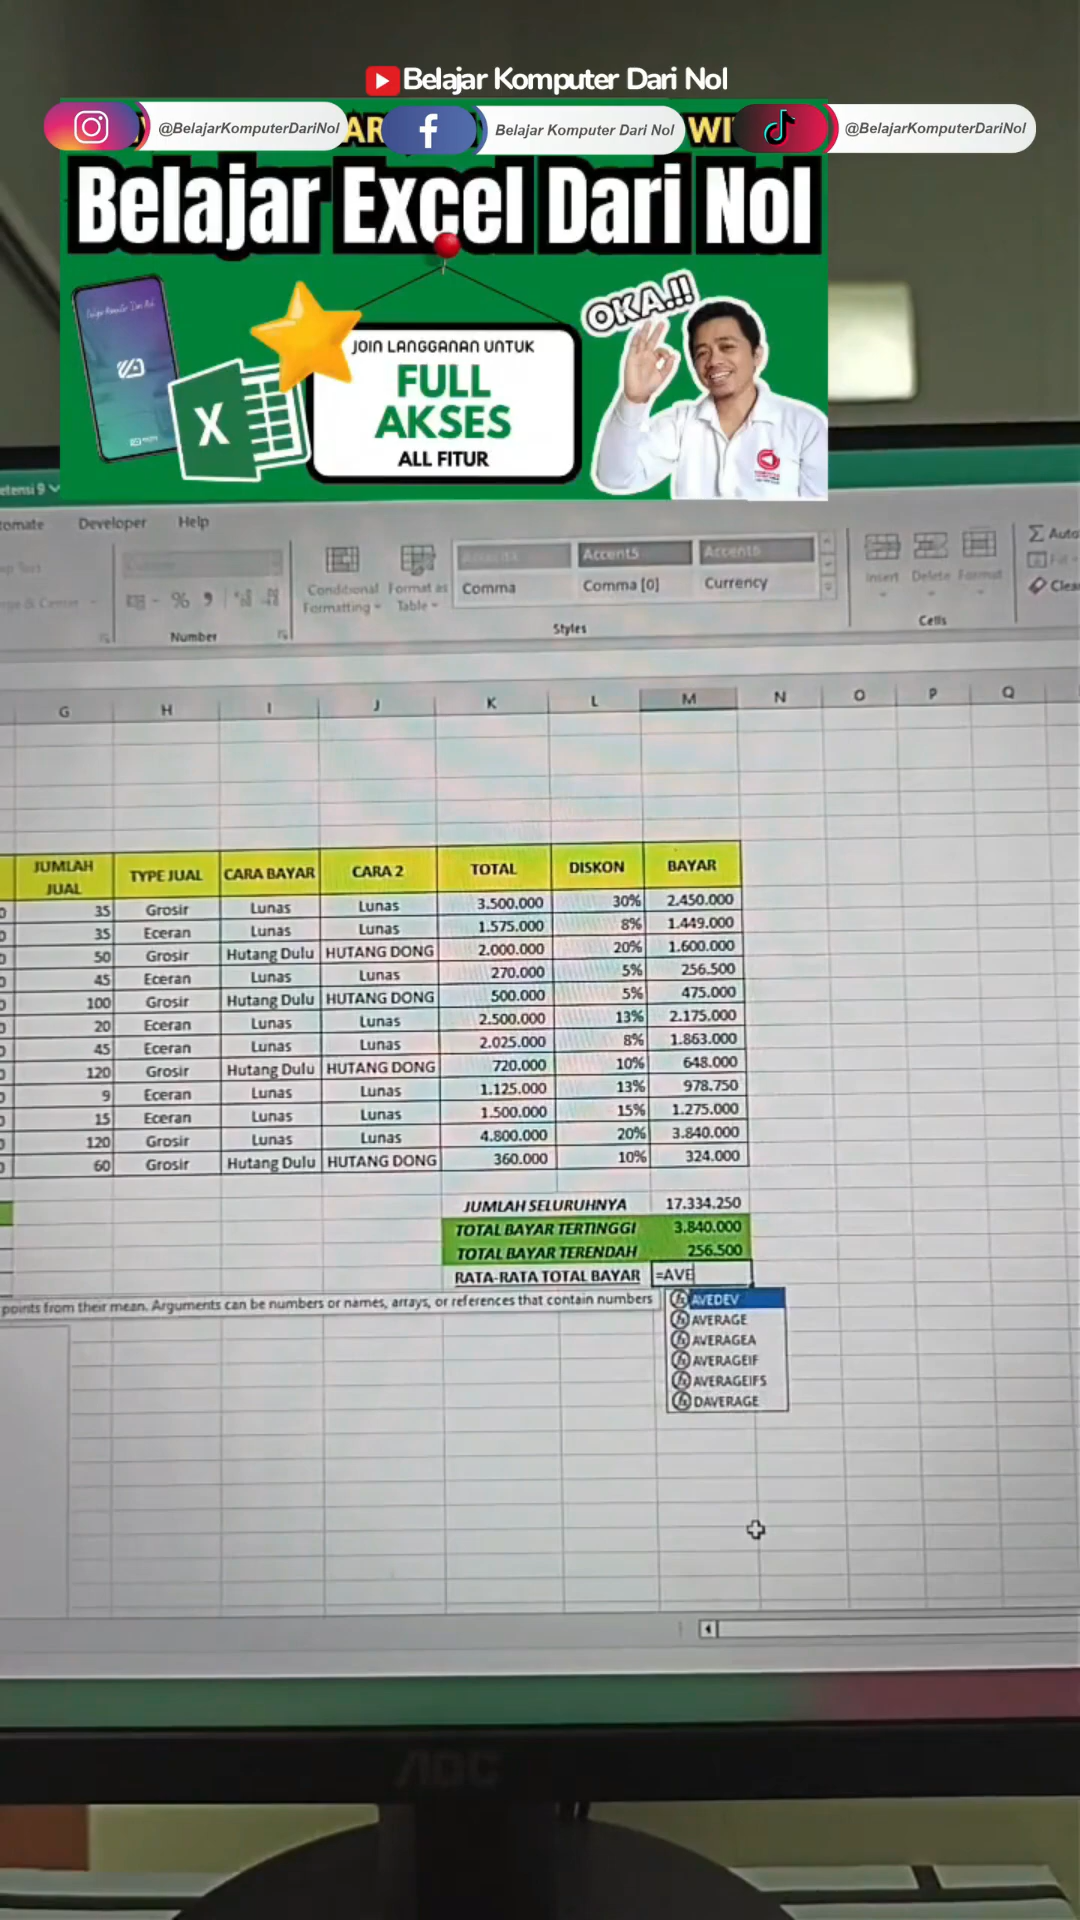 Belajar Komputer Dari Nol
@BelajarKomputerDariNol
Belajar Komputer Dari Nol
@BelajarKomputerDariNol
Belajar Excel Dari Nol
JOIN LANGGANAN UNTUK
FULL
AKSES
ALL FITUR
OKA.!!
X
Developer Help
Conditional
Formatting
Format as
Table
Accent5
Accent6
Comma Comma [0] Currency
Insert Delete Format
Σ Auto
Clea
Number Styles Cells
G H I J K L M N O P Q
JUMLAH JUAL TYPE JUAL CARA BAYAR CARA 2 TOTAL DISKON BAYAR
35 Grosir Lunas Lunas 3.500.000 30% 2.450.000
35 Eceran Lunas Lunas 1.575.000 8% 1.449.000
50 Grosir Hutang Dulu HUTANG DONG 2.000.000 20% 1.600.000
45 Eceran Lunas Lunas 270.000 5% 256.500
100 Grosir Hutang Dulu HUTANG DONG 500.000 5% 475.000
20 Eceran Lunas Lunas 2.500.000 13% 2.175.000
45 Eceran Lunas Lunas 2.025.000 8% 1.863.000
120 Grosir Hutang Dulu HUTANG DONG 720.000 10% 648.000
9 Eceran Lunas Lunas 1.125.000 13% 978.750
15 Eceran Lunas Lunas 1.500.000 15% 1.275.000
120 Grosir Lunas Lunas 4.800.000 20% 3.840.000
60 Grosir Hutang Dulu HUTANG DONG 360.000 10% 324.000
JUMLAH SELURUHNYA 17.334.250
TOTAL BAYAR TERTINGGI 3.840.000
TOTAL BAYAR TERENDAH 256.500
RATA-RATA TOTAL BAYAR =AVE
points from their mean. Arguments can be numbers or names, arrays, or references that contain numbers
AVEDEV
AVERAGE
AVERAGEA
AVERAGEIF
AVERAGEIFS
DAVERAGE
AOC